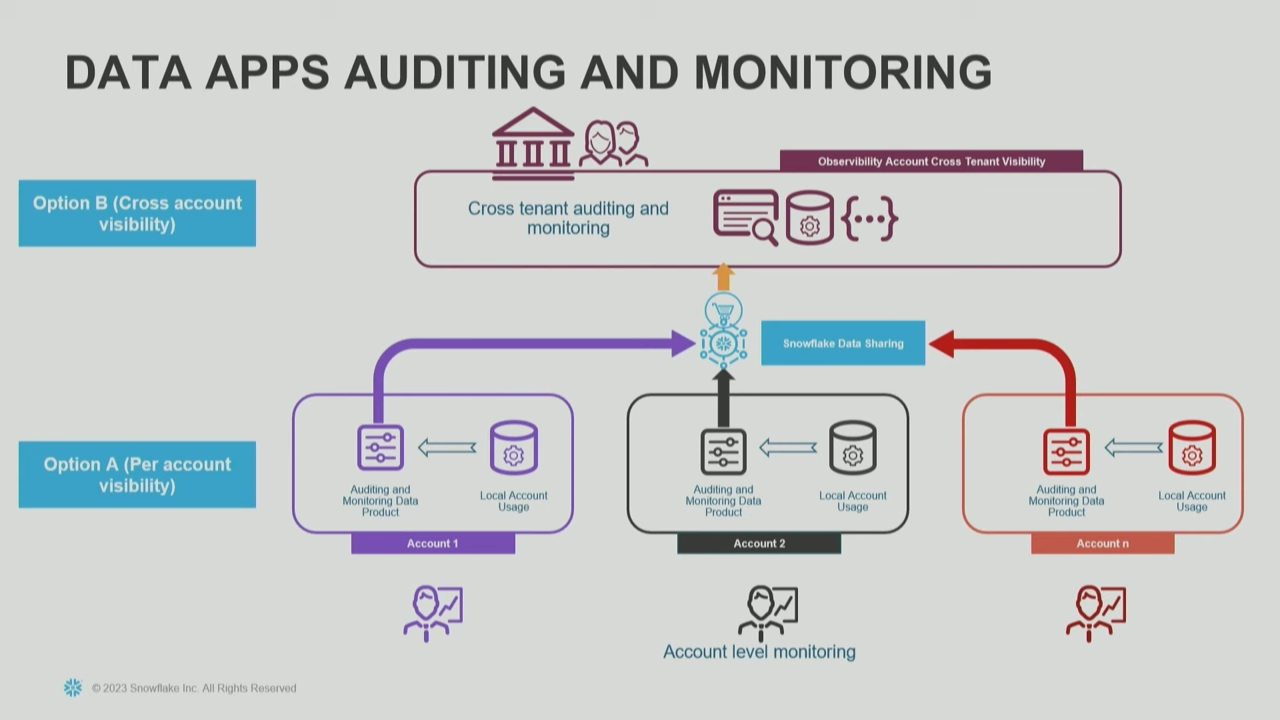 DATA APPS AUDITING AND MONITORING
Observibility Account Cross Tenant Visibility
Option B (Cross account
visibility)
Cross tenant auditing and
monitoring
Snowflake Data Sharing
Option A (Per account
visibility)
Auditing and
Monitoring Data
Product
Local Account
Usage
Account 1
Auditing and
Monitoring Data
Product
Local Account
Usage
Account 2
Auditing and
Monitoring Data
Product
Local Account
Usage
Account n
Account level monitoring
© 2023 Snowflake Inc. All Rights Reserved